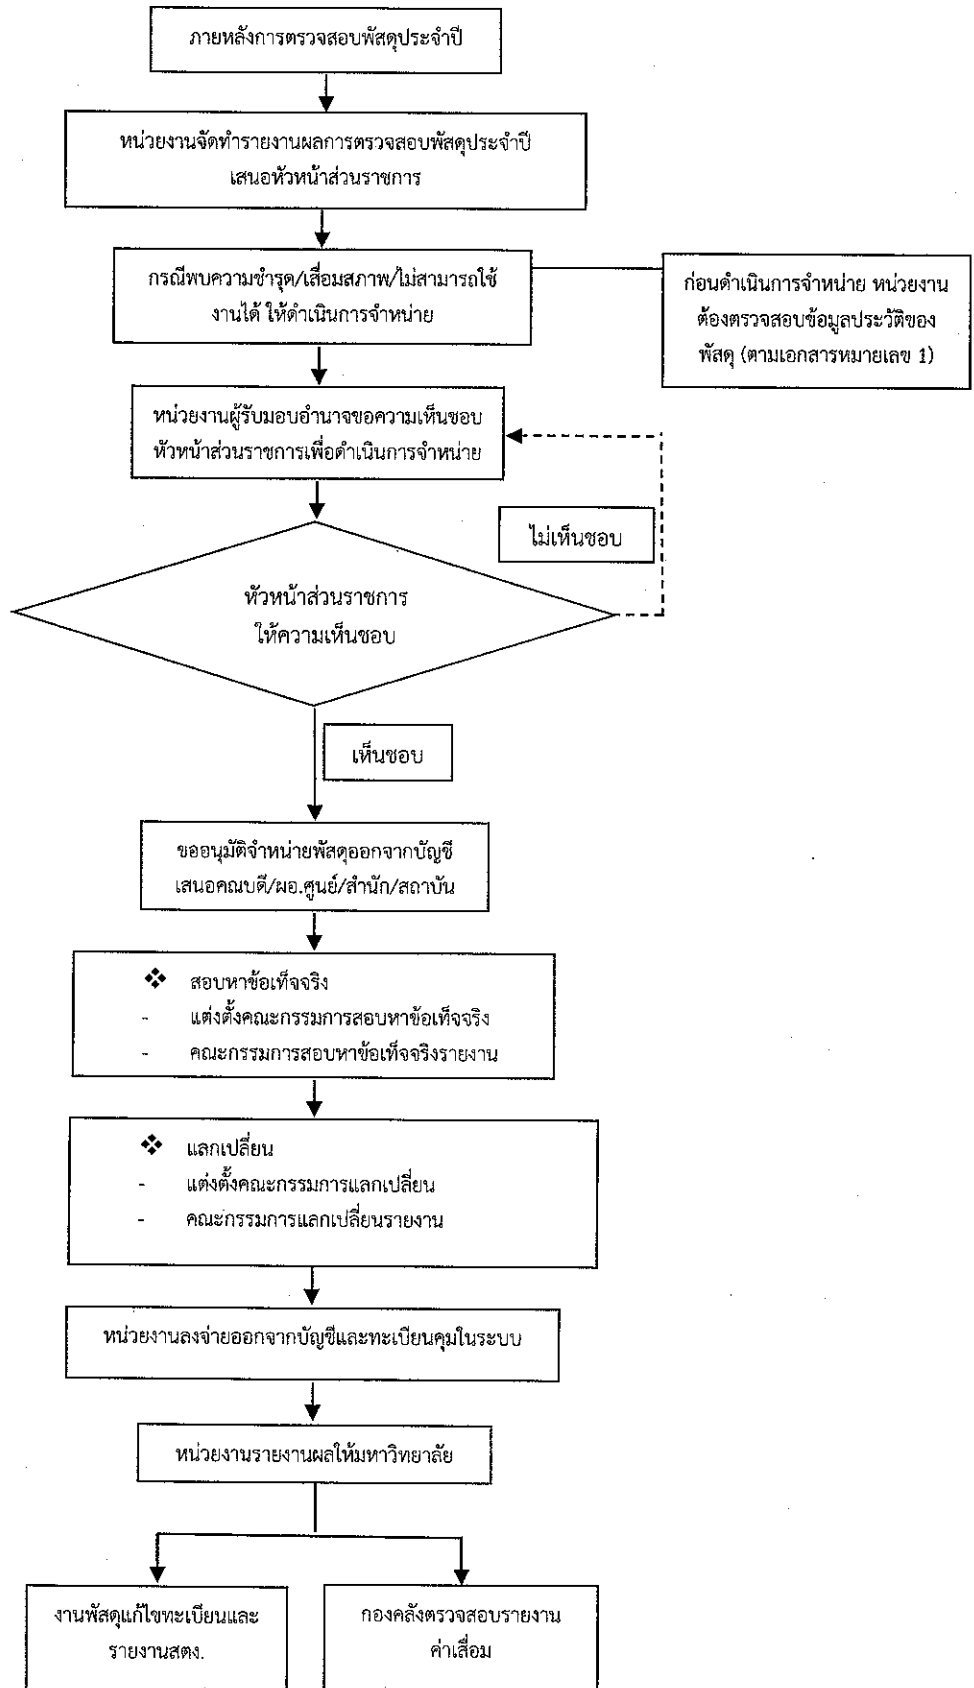 ภายหลังการตรวจสอบพัสดุประจำปี
หน่วยงานจัดทำรายงานผลการตรวจสอบพัสดุประจำปี
เสนอหัวหน้าส่วนราชการ
กรณีพบความชำรุด/เสื่อมสภาพ/ไม่สามารถใช้
งานได้ ให้ดำเนินการจำหน่าย
ก่อนดำเนินการจำหน่าย หน่วยงาน
ต้องตรวจสอบข้อมูลประวัติของ
พัสดุ (ตามเอกสารหมายเลข 1)
หน่วยงานผู้รับมอบอำนาจขอความเห็นชอบ
หัวหน้าส่วนราชการเพื่อดำเนินการจำหน่าย
ไม่เห็นชอบ
หัวหน้าส่วนราชการ
ให้ความเห็นชอบ
เห็นชอบ
ขออนุมัติจำหน่ายพัสดุออกจากบัญชี
เสนอคณบดี/ผอ.ศูนย์/สำนัก/สถาบัน
❖ สอบหาข้อเท็จจริง
- แต่งตั้งคณะกรรมการสอบหาข้อเท็จจริง
- คณะกรรมการสอบหาข้อเท็จจริงรายงาน
❖ แลกเปลี่ยน
- แต่งตั้งคณะกรรมการแลกเปลี่ยน
- คณะกรรมการแลกเปลี่ยนรายงาน
หน่วยงานลงจ่ายออกจากบัญชีและทะเบียนคุมในระบบ
หน่วยงานรายงานผลให้มหาวิทยาลัย
งานพัสดุแก้ไขทะเบียนและ
รายงานสตง.
กองคลังตรวจสอบรายงาน
ค่าเสื่อม